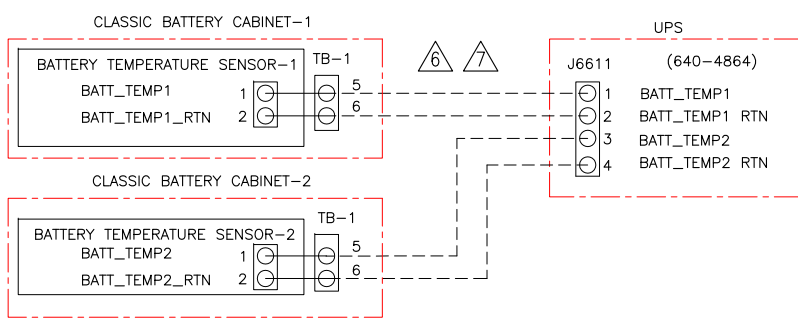 CLASSIC BATTERY CABINET-1
BATTERY TEMPERATURE SENSOR-1
TB-1
BATT_TEMP1
1
5
BATT_TEMP1_RTN
2
6
6
7
UPS
J6611
(640-4864)
1
BATT_TEMP1
2
BATT_TEMP1 RTN
3
BATT_TEMP2
4
BATT_TEMP2 RTN
CLASSIC BATTERY CABINET-2
BATTERY TEMPERATURE SENSOR-2
TB-1
BATT_TEMP2
1
5
BATT_TEMP2_RTN
2
6